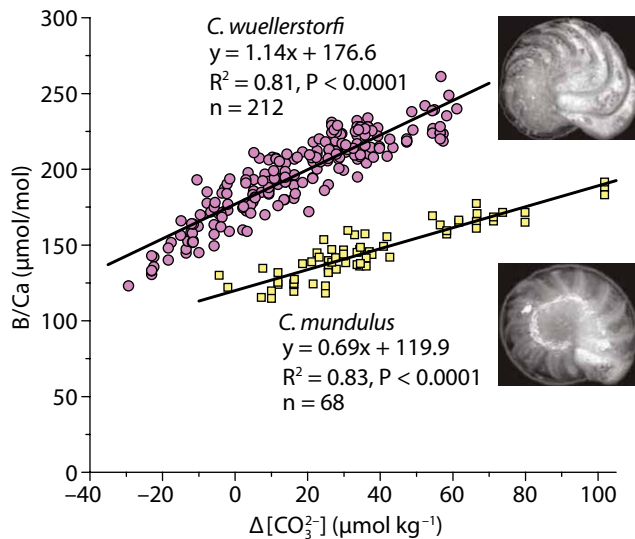 300
250
200
150
100
50
0
B/Ca (μmol/mol)
C. wuellerstorfi
y = 1.14x + 176.6
R² = 0.81, P < 0.0001
n = 212
C. mundulus
y = 0.69x + 119.9
R² = 0.83, P < 0.0001
n = 68
−40 −20 0 20 40 60 80 100
Δ[CO₃²⁻] (μmol kg⁻¹)